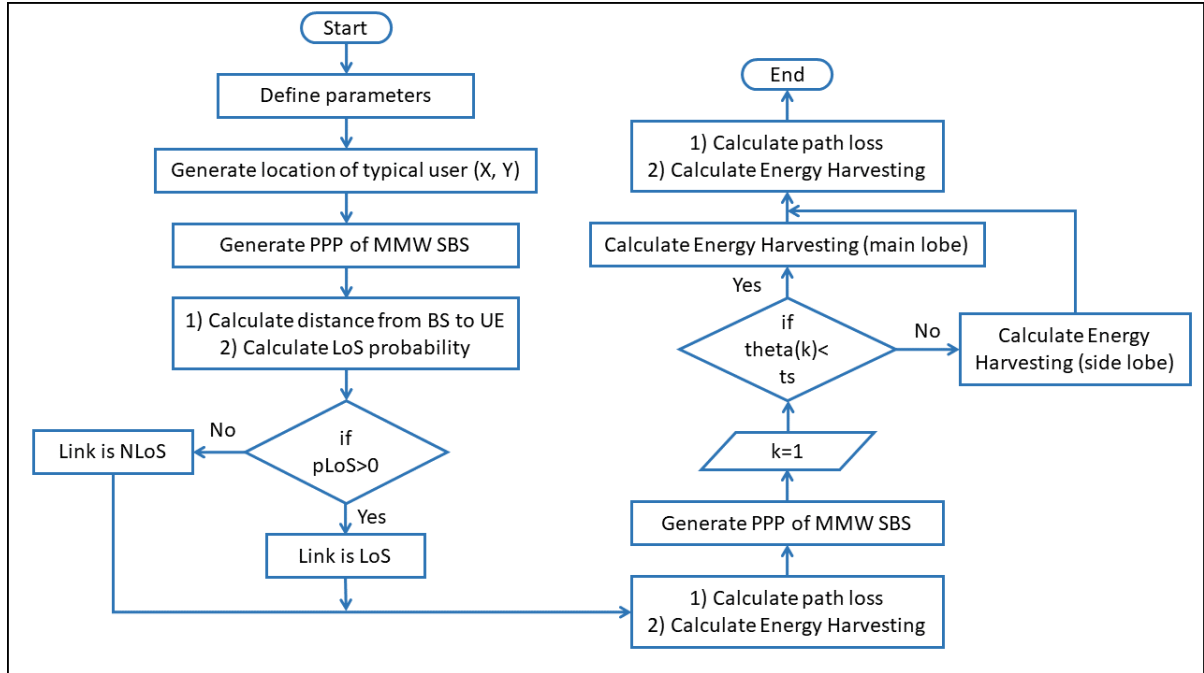 Start
Define parameters
Generate location of typical user (X, Y)
Generate PPP of MMW SBS
1) Calculate distance from BS to UE
2) Calculate LoS probability
if
pLoS>0
No
Link is NLoS
Yes
Link is LoS
1) Calculate path loss
2) Calculate Energy Harvesting
Generate PPP of MMW SBS
k=1
if
theta(k)<
ts
No
Calculate Energy
Harvesting (side lobe)
Yes
Calculate Energy Harvesting (main lobe)
1) Calculate path loss
2) Calculate Energy Harvesting
End